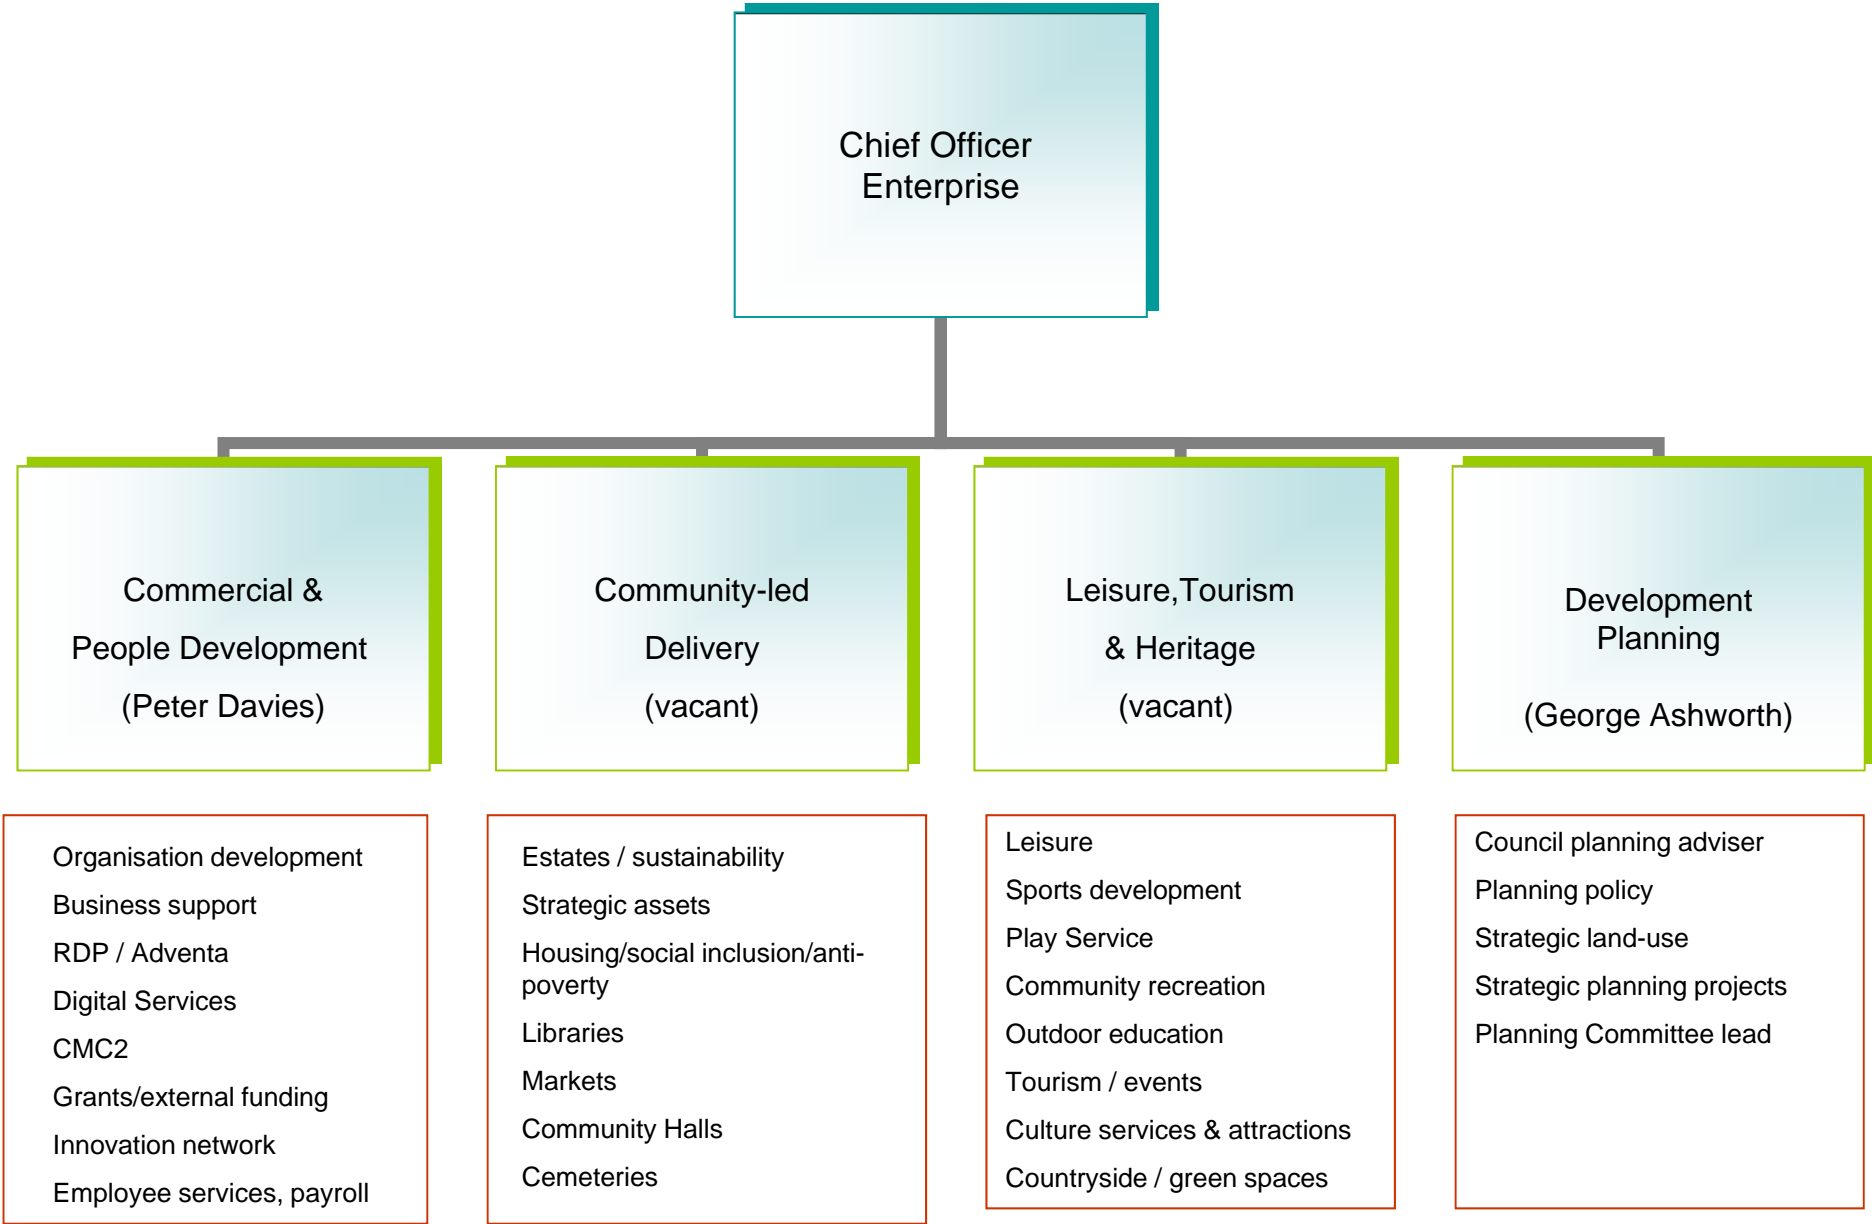 Chief Officer
Enterprise
Commercial &
People Development
(Peter Davies)
Community-led
Delivery
(vacant)
Leisure,Tourism
& Heritage
(vacant)
Development
Planning
(George Ashworth)
Organisation development
Business support
RDP / Adventa
Digital Services
CMC2
Grants/external funding
Innovation network
Employee services, payroll
Estates / sustainability
Strategic assets
Housing/social inclusion/anti-
poverty
Libraries
Markets
Community Halls
Cemeteries
Leisure
Sports development
Play Service
Community recreation
Outdoor education
Tourism / events
Culture services & attractions
Countryside / green spaces
Council planning adviser
Planning policy
Strategic land-use
Strategic planning projects
Planning Committee lead